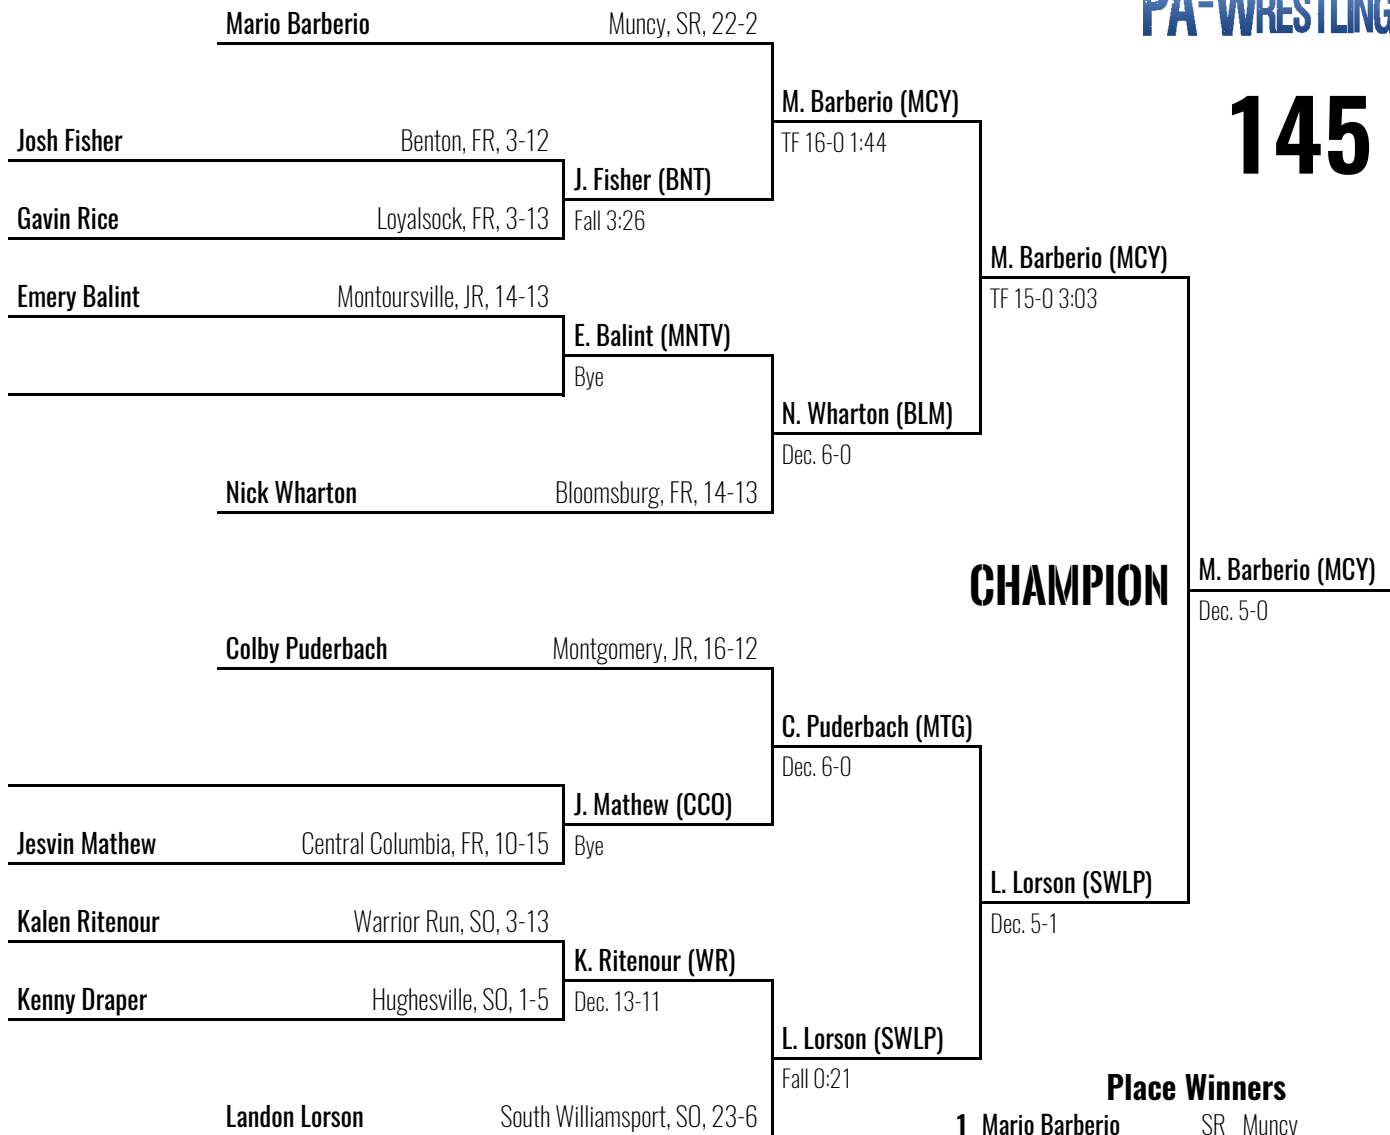 PA-WRESTLING
145
Mario Barberio Muncy, SR, 22-2
M. Barberio (MCY)
TF 16-0 1:44
Josh Fisher Benton, FR, 3-12
J. Fisher (BNT)
Fall 3:26
Gavin Rice Loyalsock, FR, 3-13
M. Barberio (MCY)
TF 15-0 3:03
Emery Balint Montoursville, JR, 14-13
E. Balint (MNTV)
Bye
N. Wharton (BLM)
Dec. 6-0
Nick Wharton Bloomsburg, FR, 14-13
CHAMPION
M. Barberio (MCY)
Dec. 5-0
Colby Puderbach Montgomery, JR, 16-12
C. Puderbach (MTG)
Dec. 6-0
J. Mathew (CCO)
Bye
Jesvin Mathew Central Columbia, FR, 10-15
L. Lorson (SWLP)
Dec. 5-1
Kalen Ritenour Warrior Run, SO, 3-13
K. Ritenour (WR)
Dec. 13-11
Kenny Draper Hughesville, SO, 1-5
L. Lorson (SWLP)
Fall 0:21
Landon Lorson South Williamsport, SO, 23-6
Place Winners
1 Mario Barberio SR Muncy